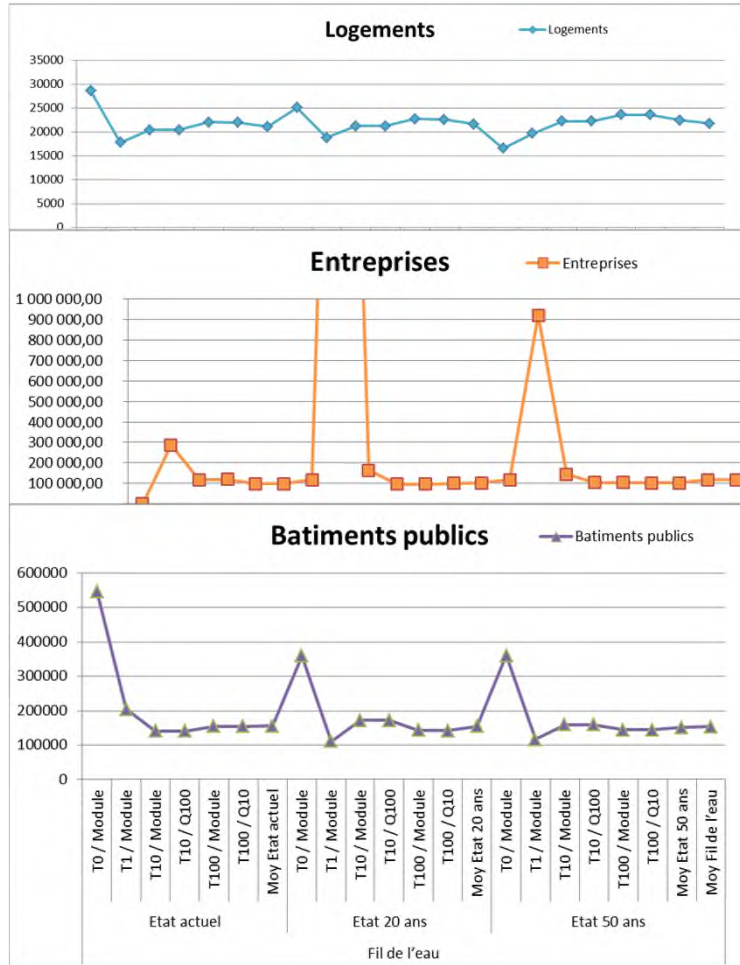 Logements
Logements
35000
30000
25000
20000
15000
10000
5000
0
Entreprises
Entreprises
1 000 000,00
900 000,00
800 000,00
700 000,00
600 000,00
500 000,00
400 000,00
300 000,00
200 000,00
100 000,00
Batiments publics
Batiments publics
600000
500000
400000
300000
200000
100000
0
T0 / Module
T1 / Module
T10 / Module
T10 / Q100
T100 / Module
T100 / Q10
Moy Etat actuel
T0 / Module
T1 / Module
T10 / Module
T10 / Q100
T100 / Module
T100 / Q10
Moy Etat 20 ans
T0 / Module
T1 / Module
T10 / Module
T10 / Q100
T100 / Module
T100 / Q10
Moy Etat 50 ans
Moy Fil de l'eau
Etat actuel
Etat 20 ans
Etat 50 ans
Fil de l'eau